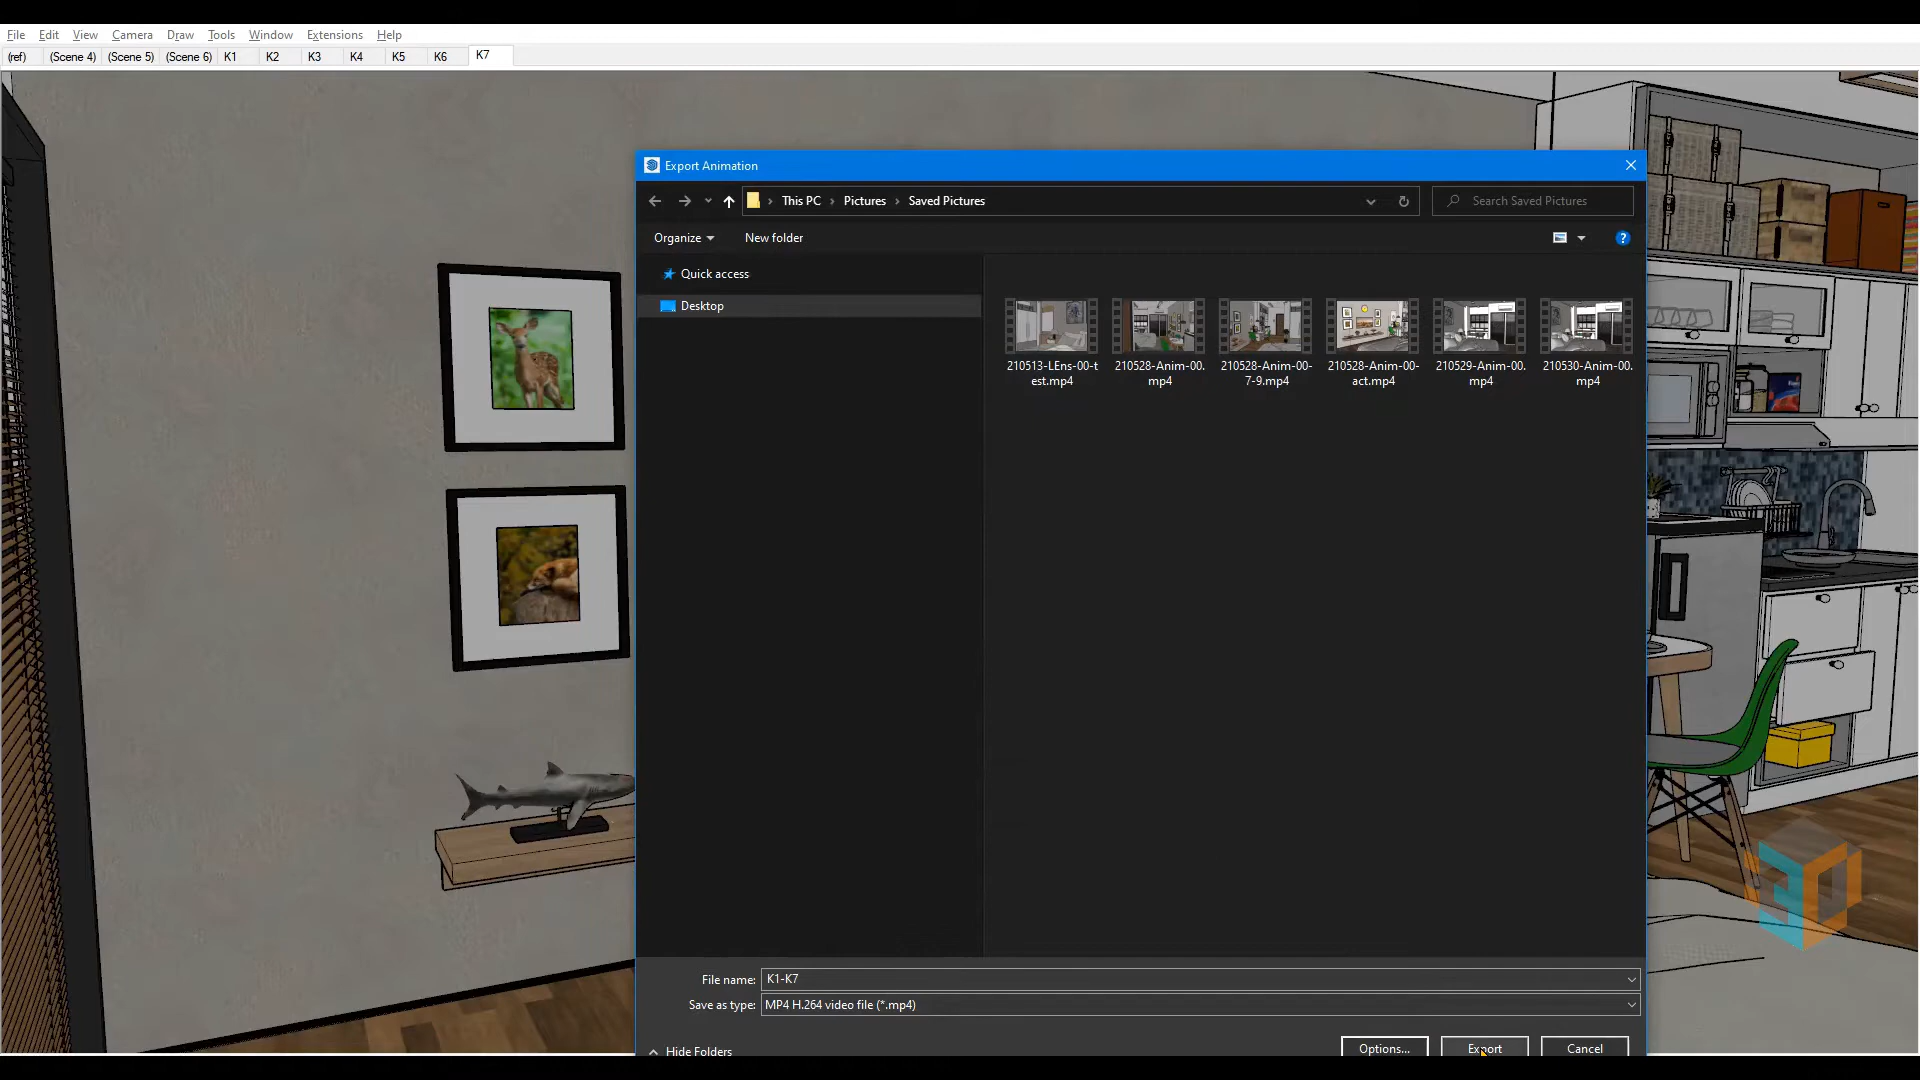 File Edit View Camera Draw Tools Window Extensions Help
(ref) (Scene 4) (Scene 5) (Scene 6) K1 K2 K3 K4 K5 K6 K7
Export Animation
This PC › Pictures › Saved Pictures
Search Saved Pictures
Organize New folder
?
Quick access
Desktop
210513-LEns-00-t
est.mp4
210528-Anim-00.
mp4
210528-Anim-00-
7-9.mp4
210528-Anim-00-
act.mp4
210529-Anim-00.
mp4
210530-Anim-00.
mp4
File name: K1-K7
Save as type: MP4 H.264 video file (*.mp4)
Hide Folders
Options... Export Cancel
3D